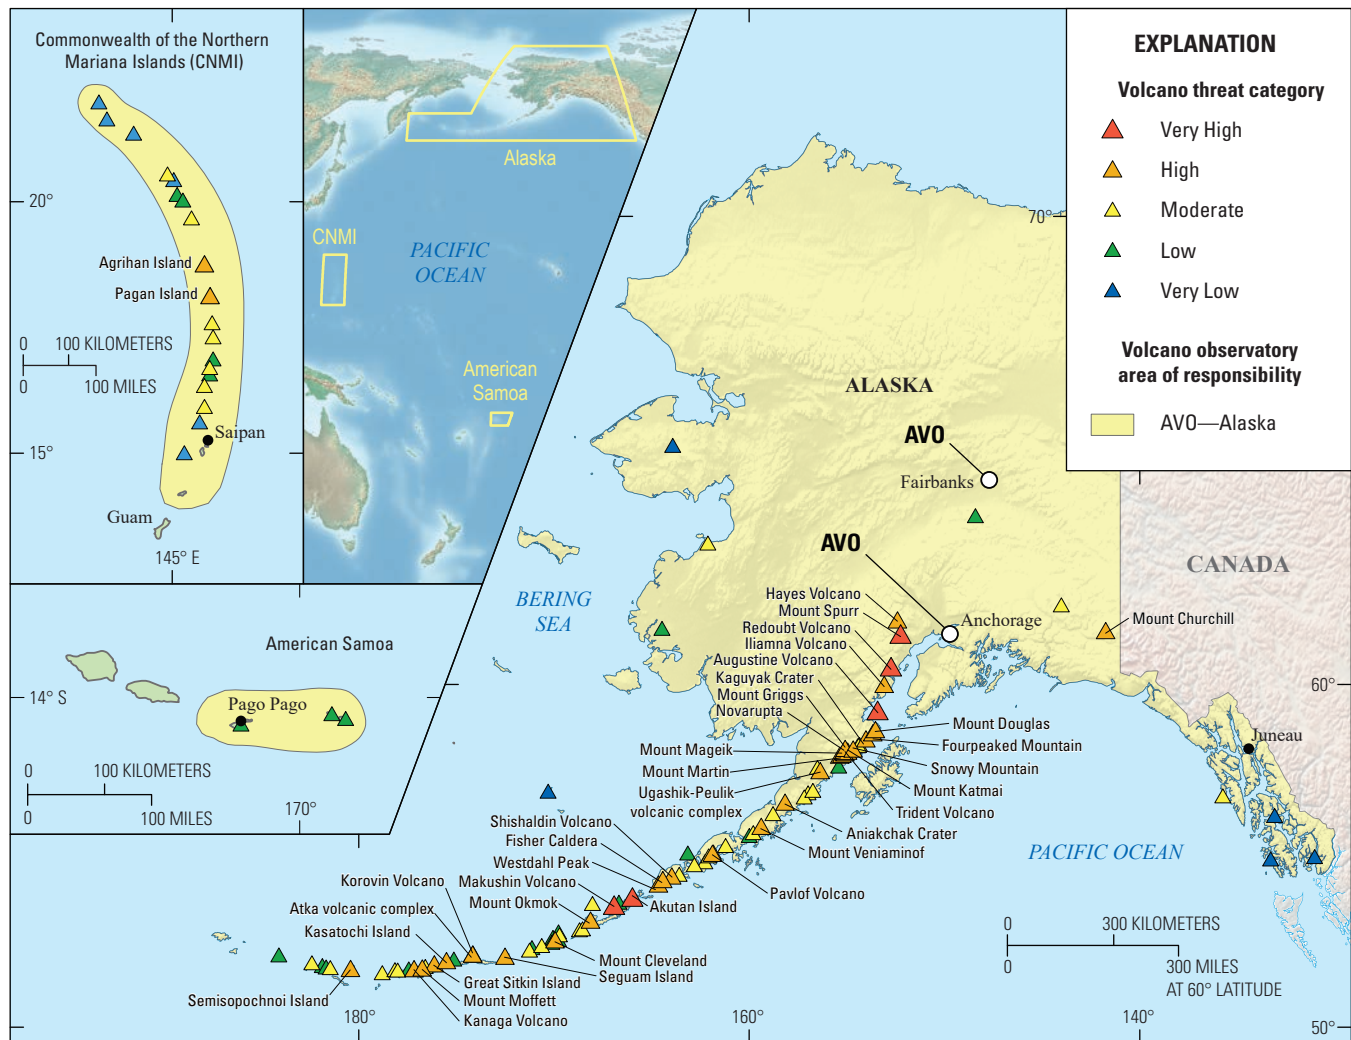 Commonwealth of the Northern
Mariana Islands (CNMI)
20°
Agrihan Island
Pagan Island
0 100 KILOMETERS
0 100 MILES
Saipan
15°
Guam
145° E
Alaska
CNMI
PACIFIC
OCEAN
American
Samoa
American Samoa
14° S
Pago Pago
0 100 KILOMETERS
0 100 MILES
170°
EXPLANATION
Volcano threat category
Very High
High
Moderate
Low
Very Low
Volcano observatory
area of responsibility
AVO—Alaska
70°
ALASKA
AVO
Fairbanks
AVO
CANADA
BERING
SEA
Hayes Volcano
Mount Spurr
Redoubt Volcano
Iliamna Volcano
Augustine Volcano
Kaguyak Crater
Mount Griggs
Novarupta
Anchorage
Mount Churchill
60°
Juneau
Mount Douglas
Fourpeaked Mountain
Snowy Mountain
Mount Katmai
Trident Volcano
Mount Mageik
Mount Martin
Ugashik-Peulik
volcanic complex
Aniakchak Crater
Mount Veniaminof
Pavlof Volcano
PACIFIC OCEAN
Shishaldin Volcano
Fisher Caldera
Westdahl Peak
Makushin Volcano
Mount Okmok
Akutan Island
Korovin Volcano
Atka volcanic complex
Kasatochi Island
Mount Cleveland
Seguam Island
Great Sitkin Island
Mount Moffett
Kanaga Volcano
Semisopochnoi Island
0 300 KILOMETERS
0 300 MILES
AT 60° LATITUDE
180°
160°
140°
50°